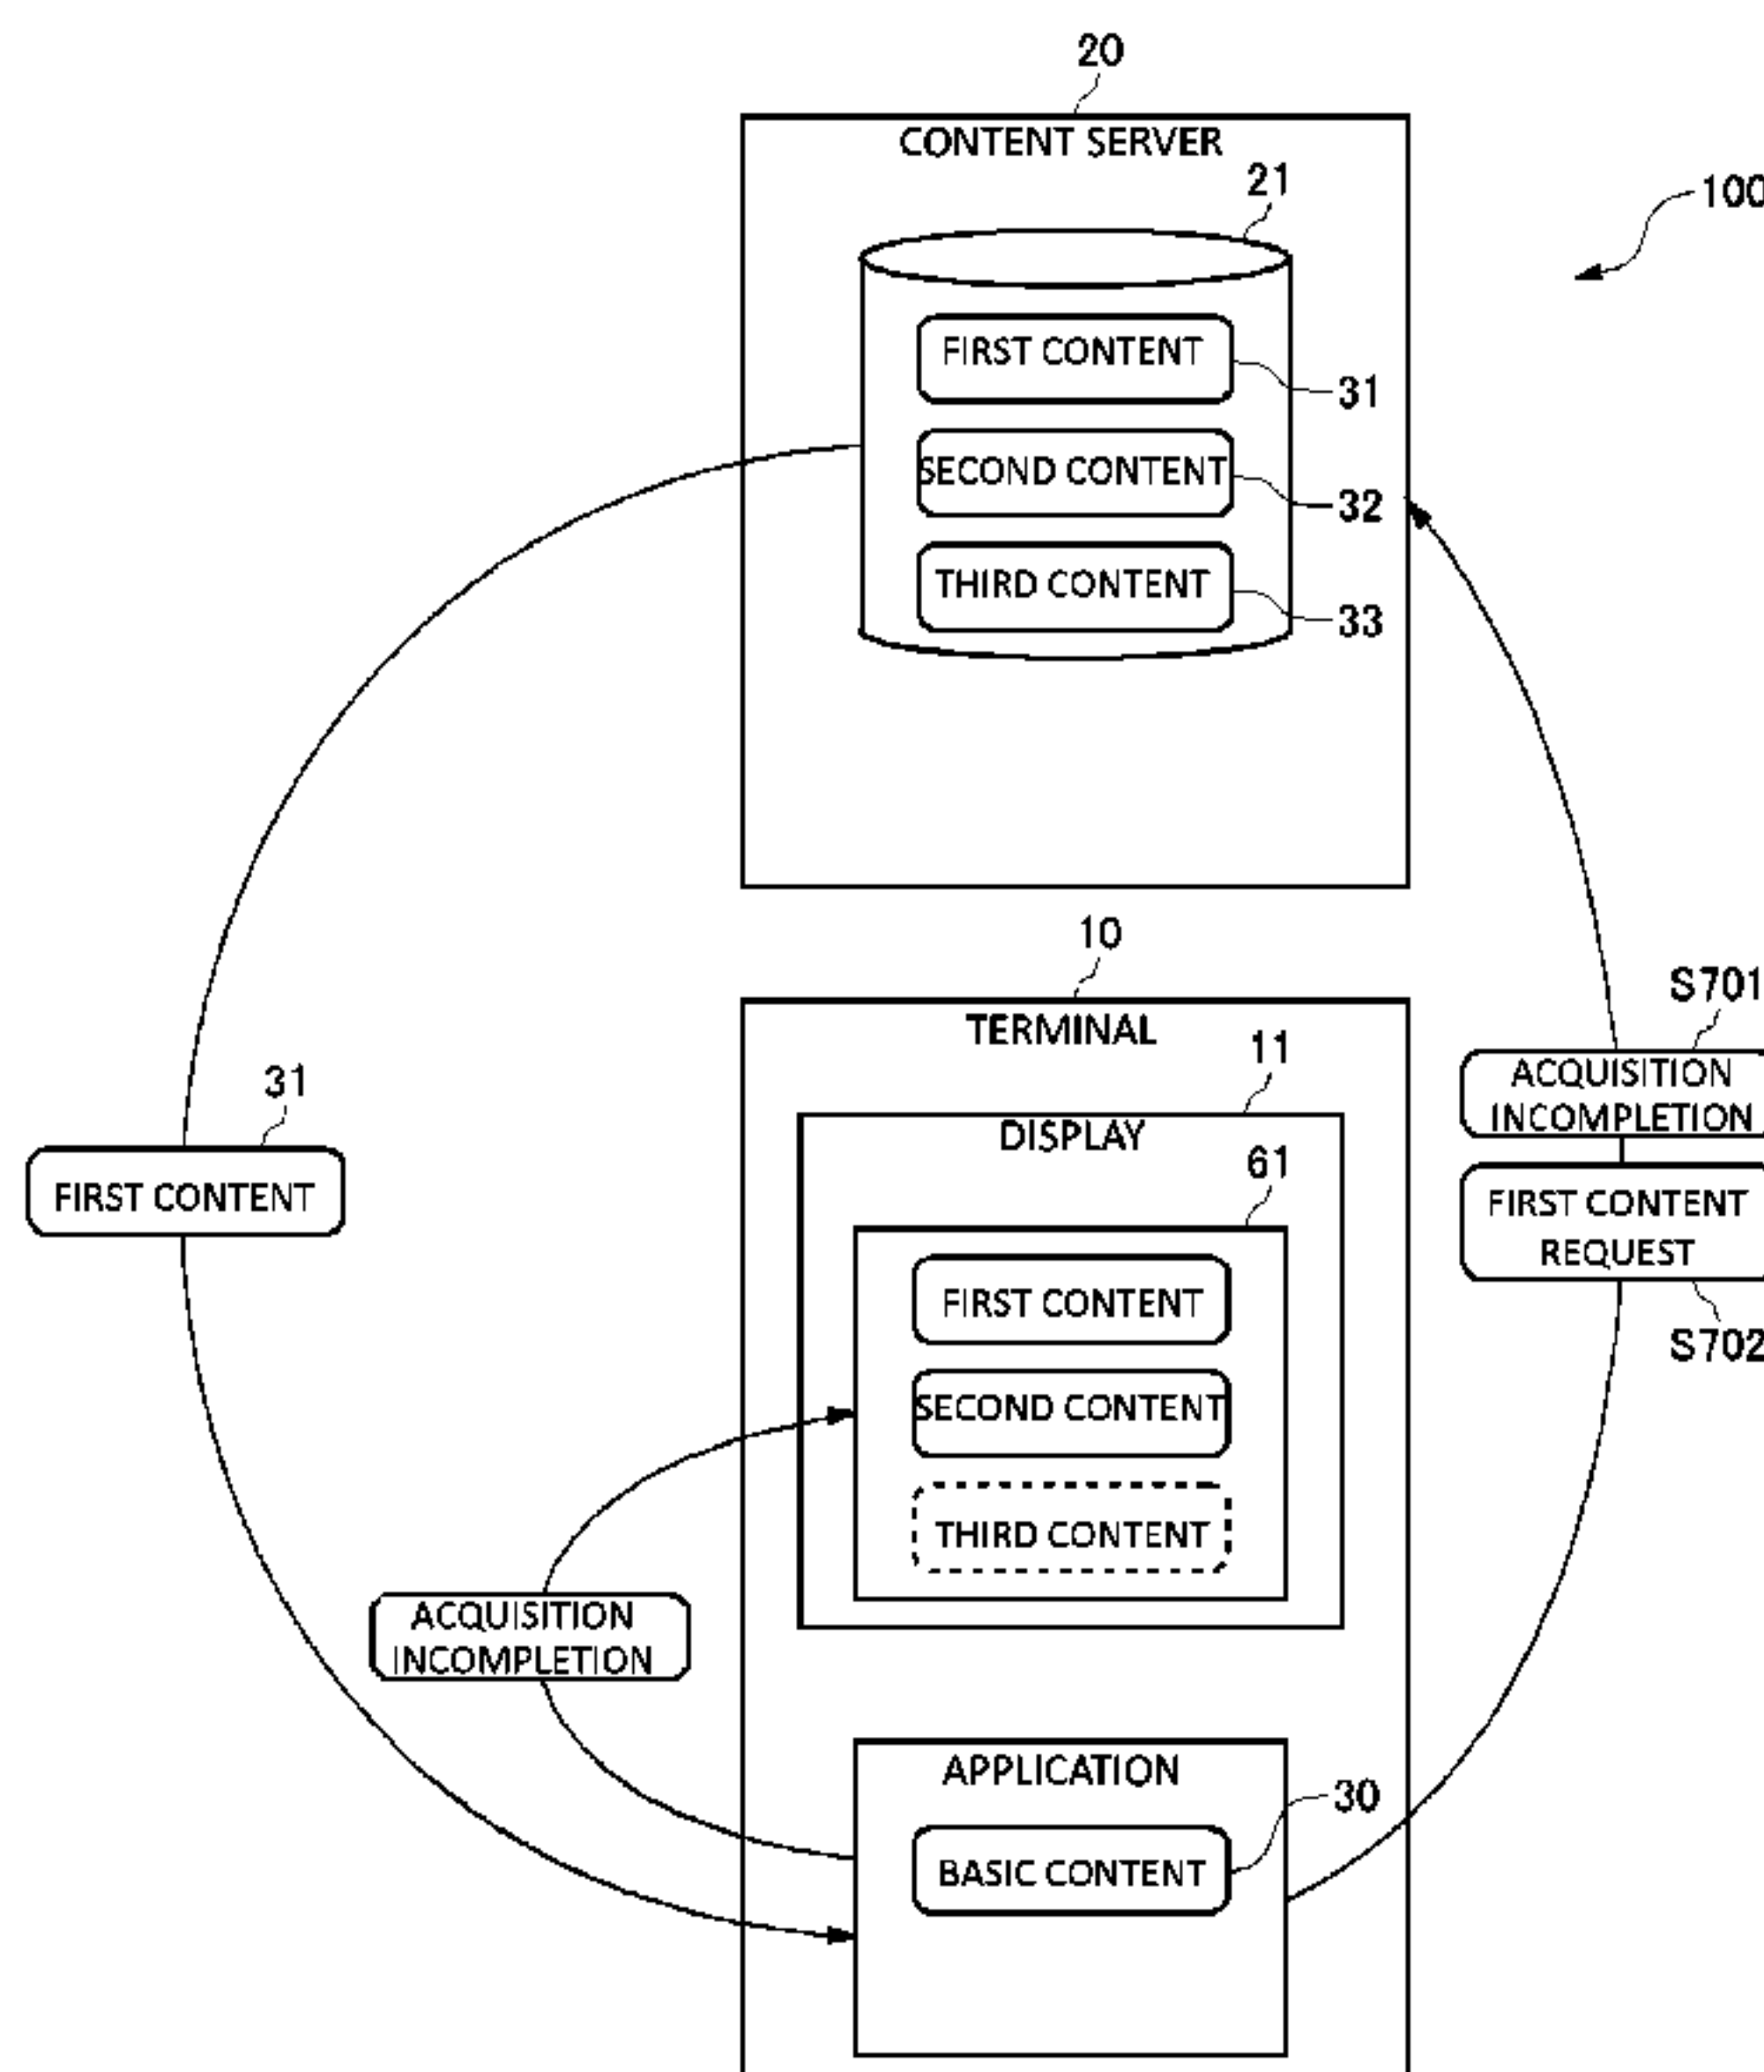 20
CONTENT SERVER
21
100
FIRST CONTENT
31
SECOND CONTENT
32
THIRD CONTENT
33
10
TERMINAL
S701
11
ACQUISITION
INCOMPLETION
31
DISPLAY
61
FIRST CONTENT
FIRST CONTENT
REQUEST
S702
FIRST CONTENT
SECOND CONTENT
THIRD CONTENT
ACQUISITION
INCOMPLETION
APPLICATION
30
BASIC CONTENT